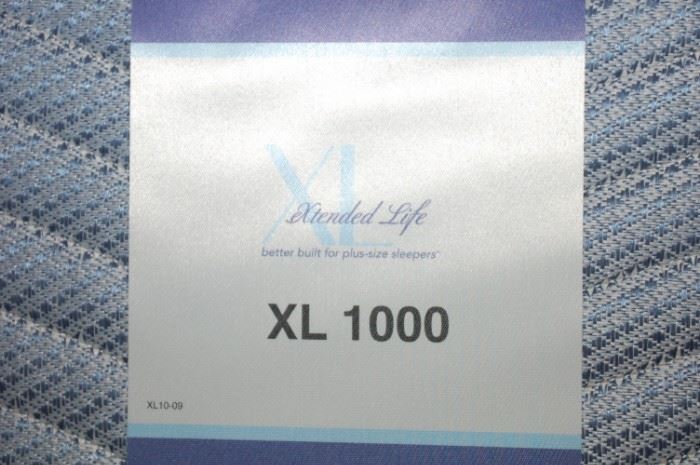 XL
Xtended Life
better built for plus-size sleepers™
XL 1000
XL10-09